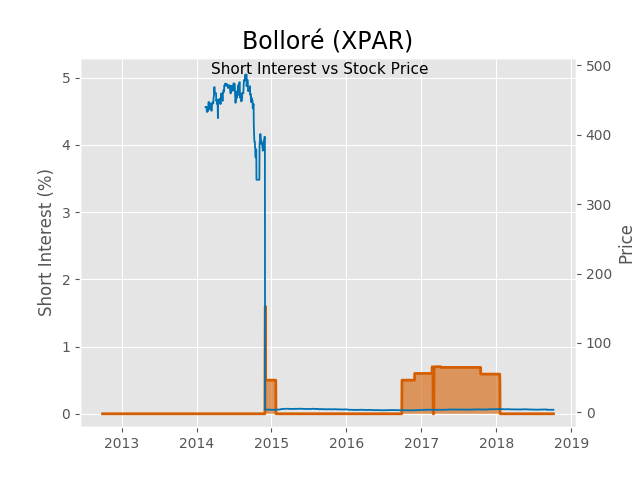 Bolloré (XPAR)
Short Interest vs Stock Price
Short Interest (%)
5
4
3
2
1
0
500
400
300
200
100
0
Price
2013 2014 2015 2016 2017 2018 2019